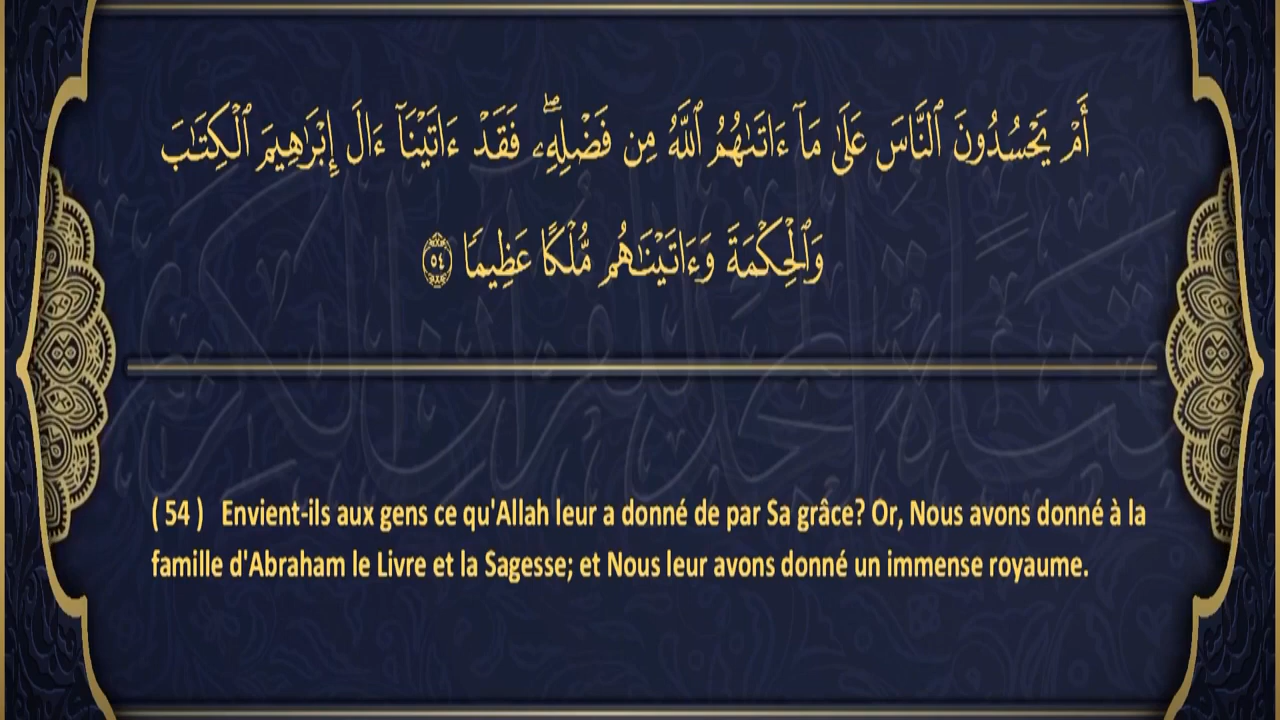 أَمْ يَحْسُدُونَ ٱلنَّاسَ عَلَىٰ مَآ ءَاتَىٰهُمُ ٱللَّهُ مِن فَضْلِهِۦۖ فَقَدْ ءَاتَيْنَآ ءَالَ إِبْرَٰهِيمَ ٱلْكِتَٰبَ
وَٱلْحِكْمَةَ وَءَاتَيْنَٰهُم مُّلْكًا عَظِيمًا ٥٤
( 54 ) Envient-ils aux gens ce qu'Allah leur a donné de par Sa grâce? Or, Nous avons donné à la
famille d'Abraham le Livre et la Sagesse; et Nous leur avons donné un immense royaume.